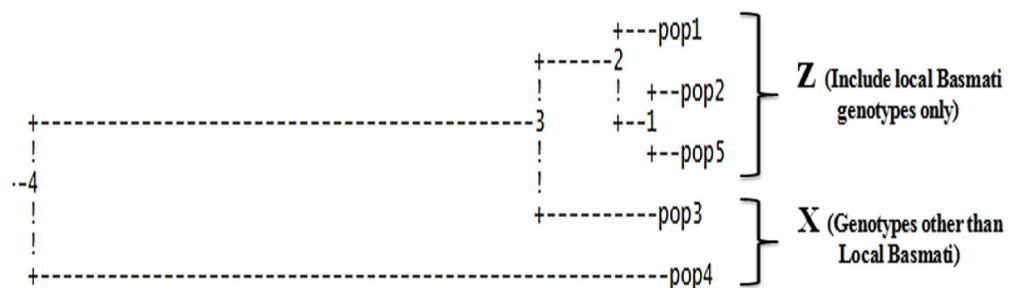 +---pop1
+------2
! ! +--pop2
+--------------------------------------------3 +--1
! ! +--pop5
·-4 !
! +----------pop3
!
+---------------------------------------------------------pop4
Z (Include local Basmati
genotypes only)
X (Genotypes other than
Local Basmati)